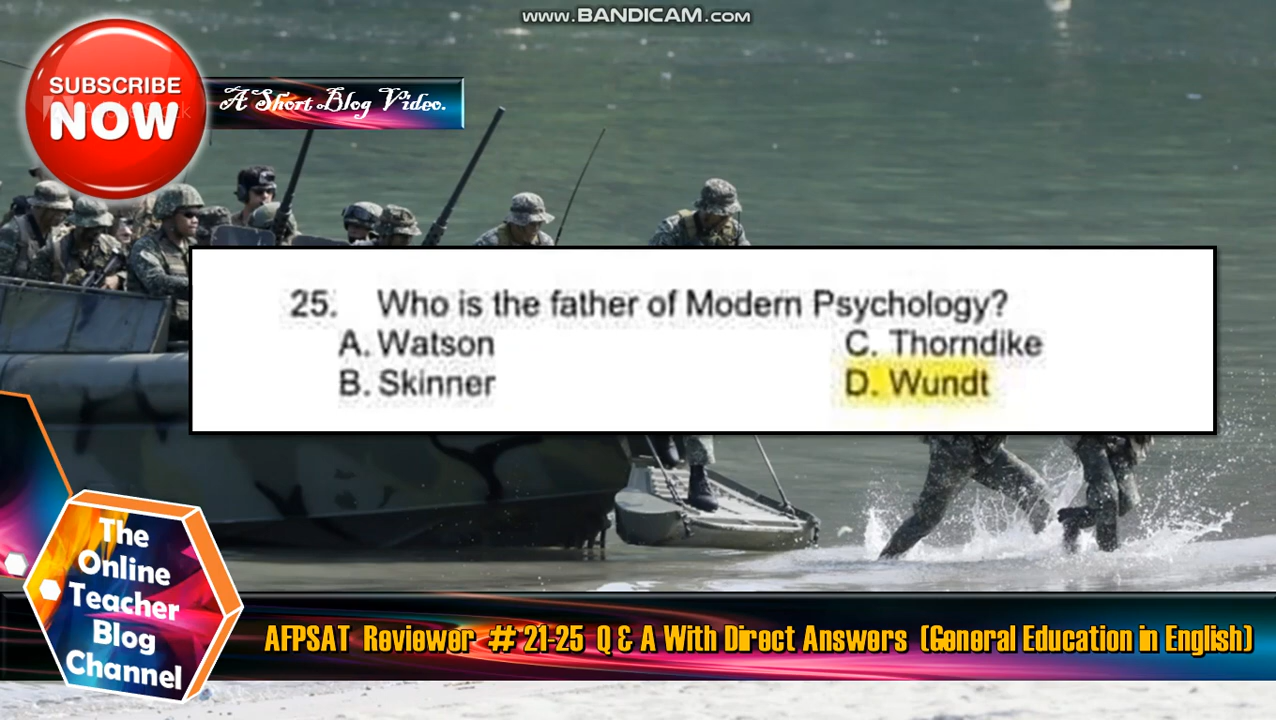 www.BANDICAM.com
SUBSCRIBE
NOW
A Short Blog Video.
25. Who is the father of Modern Psychology?
A. Watson
C. Thorndike
B. Skinner
D. Wundt
The
Online
Teacher
Blog
Channel
AFPSAT Reviewer # 21-25 Q & A With Direct Answers (General Education in English)